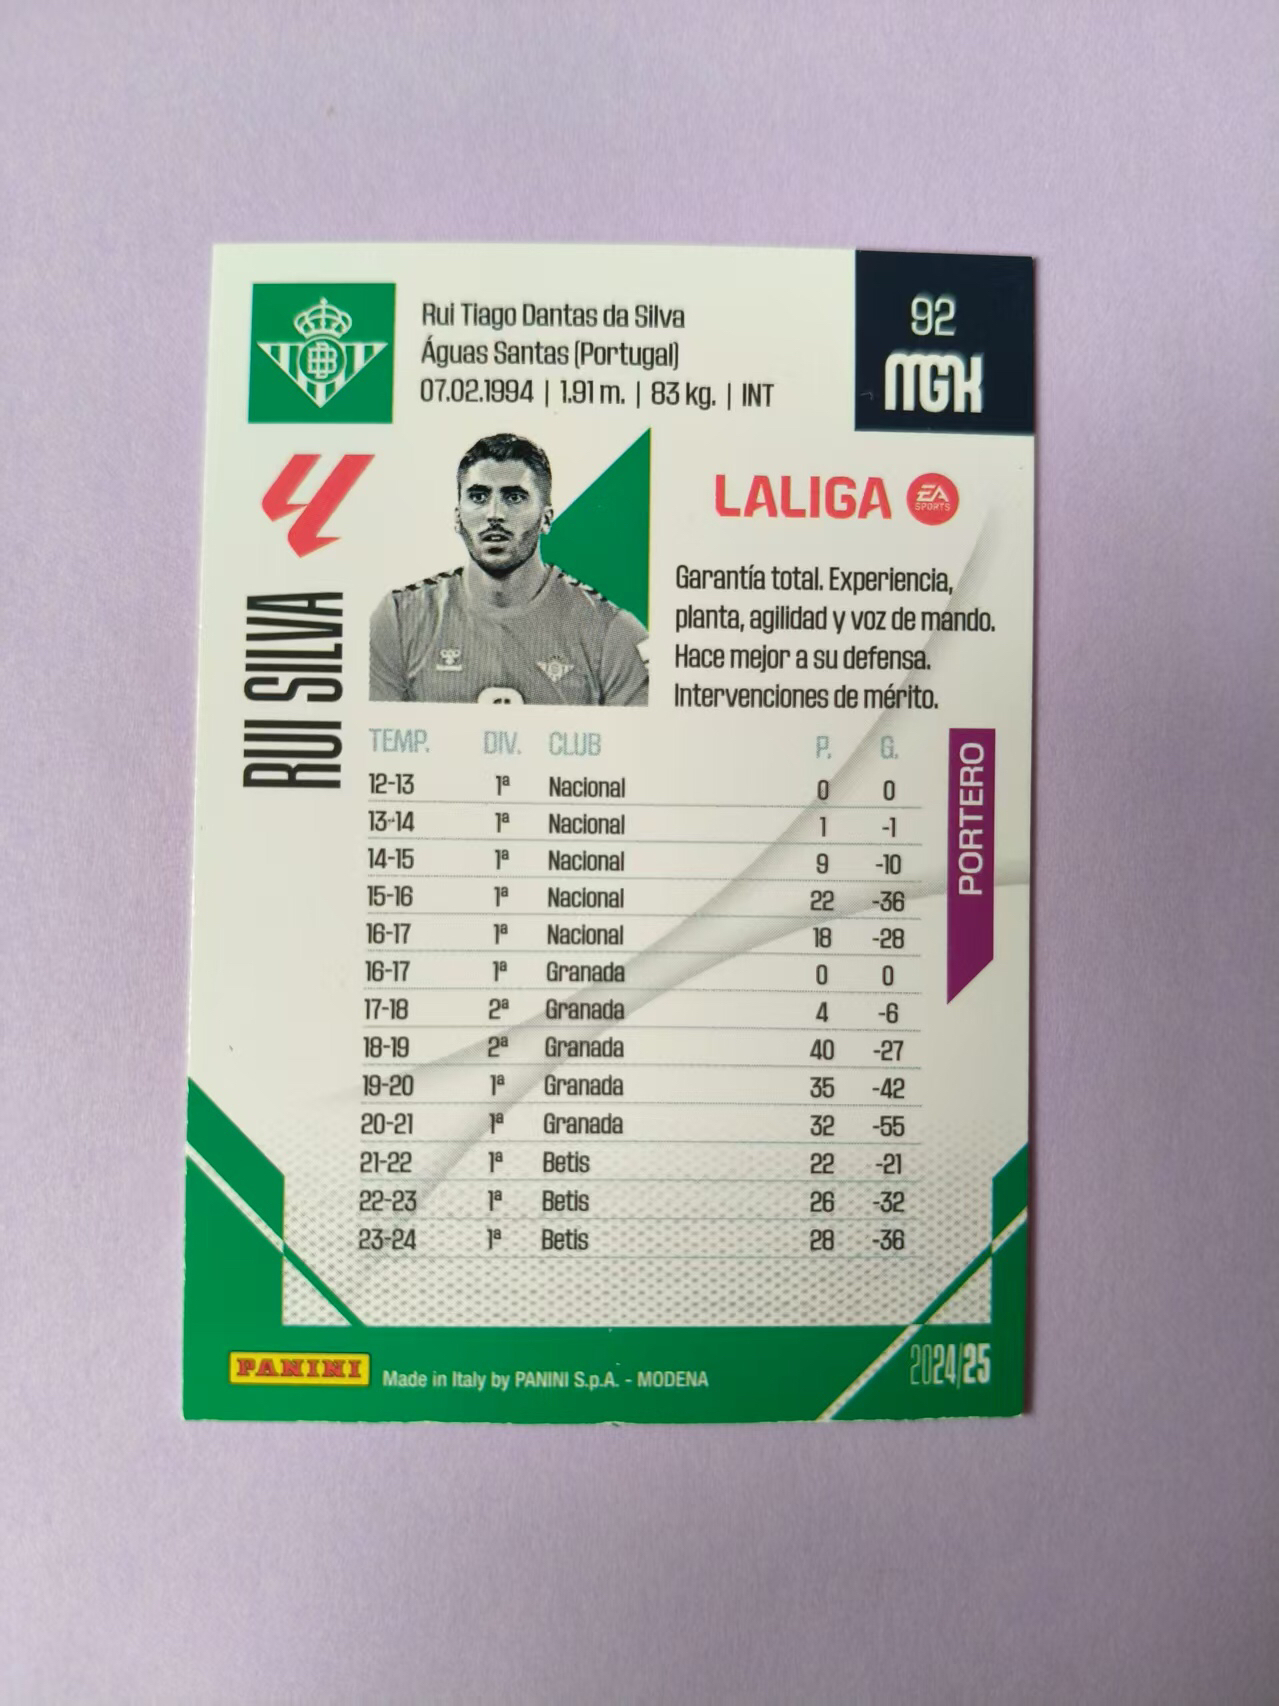 Rui Tiago Dantas da Silva
Águas Santas (Portugal)
07.02.1994 | 1.91 m. | 83 kg. | INT
92
MGK
LALIGA
EA
SPORTS
RUI SILVA
Garantía total. Experiencia,
planta, agilidad y voz de mando.
Hace mejor a su defensa.
Intervenciones de mérito.
PORTERO
TEMP. DIV. CLUB P. G.
12-13 1ª Nacional 0 0
13-14 1ª Nacional 1 -1
14-15 1ª Nacional 9 -10
15-16 1ª Nacional 22 -36
16-17 1ª Nacional 18 -28
16-17 1ª Granada 0 0
17-18 2ª Granada 4 -6
18-19 2ª Granada 40 -27
19-20 1ª Granada 35 -42
20-21 1ª Granada 32 -55
21-22 1ª Betis 22 -21
22-23 1ª Betis 26 -32
23-24 1ª Betis 28 -36
PANINI
Made in Italy by PANINI S.p.A. - MODENA
2024/25